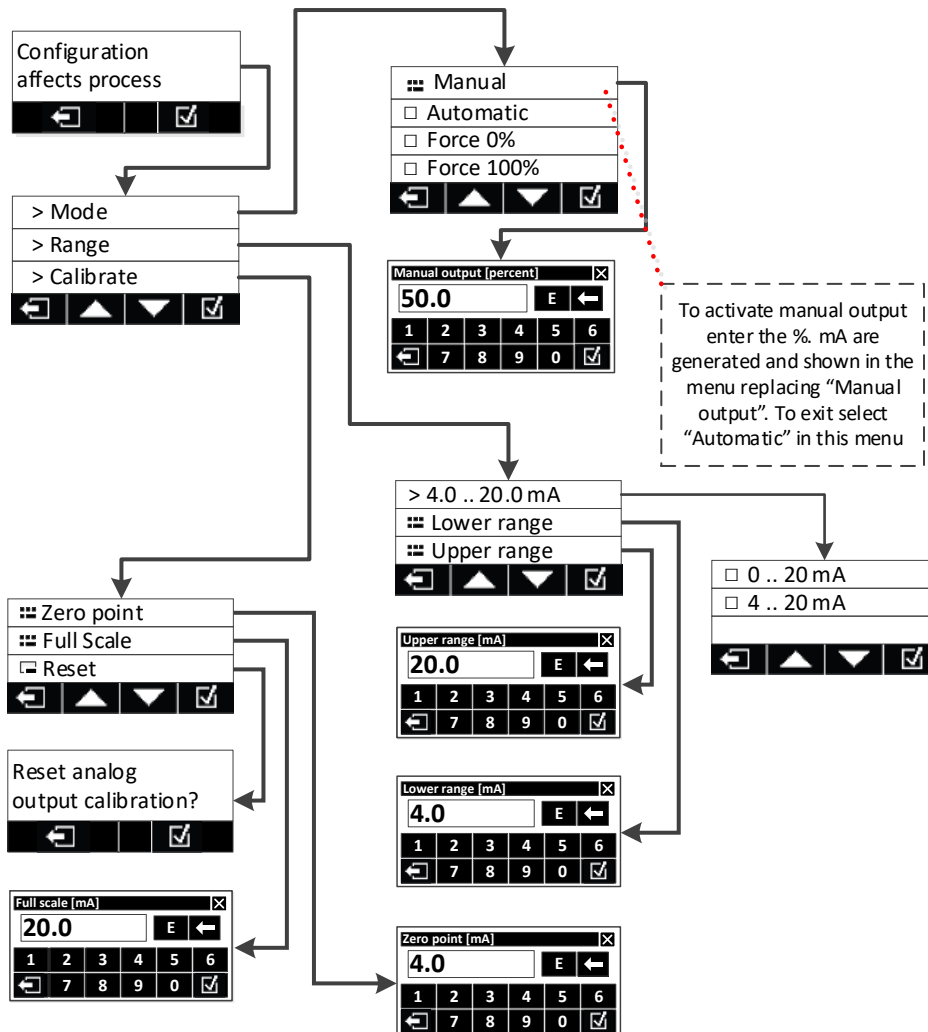 Configuration
affects process
> Mode
> Range
> Calibrate
Manual
Automatic
Force 0%
Force 100%
Manual output [percent]
50.0 E
1 2 3 4 5 6
7 8 9 0
To activate manual output
enter the %. mA are
generated and shown in the
menu replacing “Manual
output”. To exit select
“Automatic” in this menu
> 4.0 .. 20.0 mA
Lower range
Upper range
0 .. 20 mA
4 .. 20 mA
Upper range [mA]
20.0 E
1 2 3 4 5 6
7 8 9 0
Lower range [mA]
4.0 E
1 2 3 4 5 6
7 8 9 0
Zero point
Full Scale
Reset
Reset analog
output calibration?
Full scale [mA]
20.0 E
1 2 3 4 5 6
7 8 9 0
Zero point [mA]
4.0 E
1 2 3 4 5 6
7 8 9 0